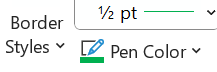 Border
Styles
½ pt
Pen Color